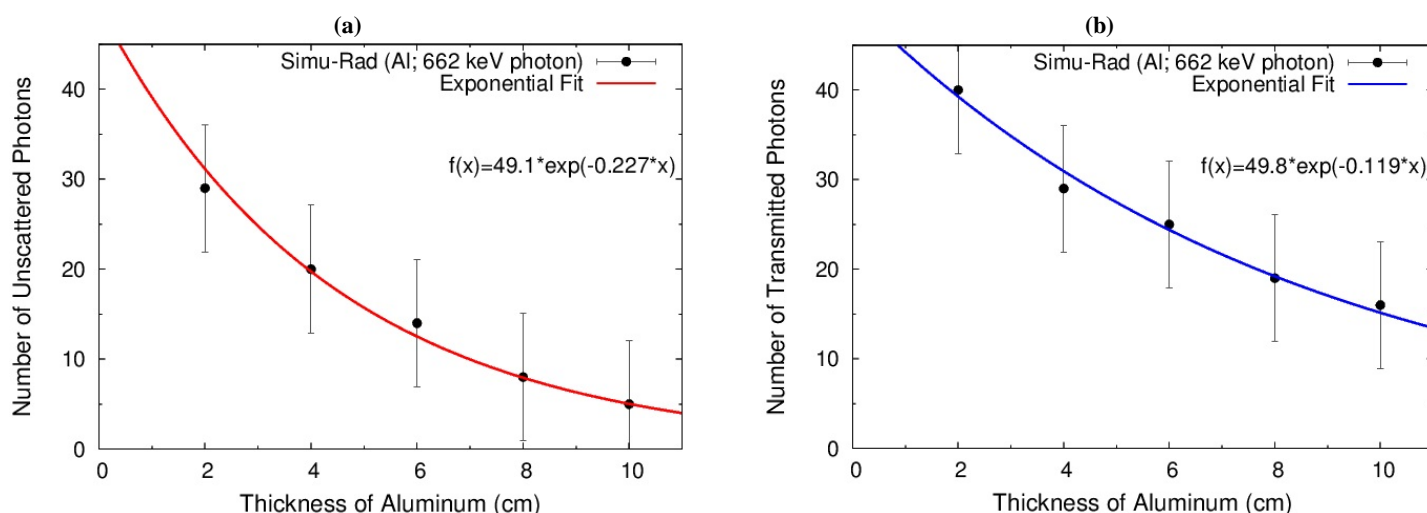 (a)
Number of Unscattered Photons
40
30
20
10
0
Simu-Rad (Al; 662 keV photon)
Exponential Fit
f(x)=49.1*exp(-0.227*x)
0 2 4 6 8 10
Thickness of Aluminum (cm)
(b)
Number of Transmitted Photons
40
30
20
10
0
Simu-Rad (Al; 662 keV photon)
Exponential Fit
f(x)=49.8*exp(-0.119*x)
0 2 4 6 8 10
Thickness of Aluminum (cm)